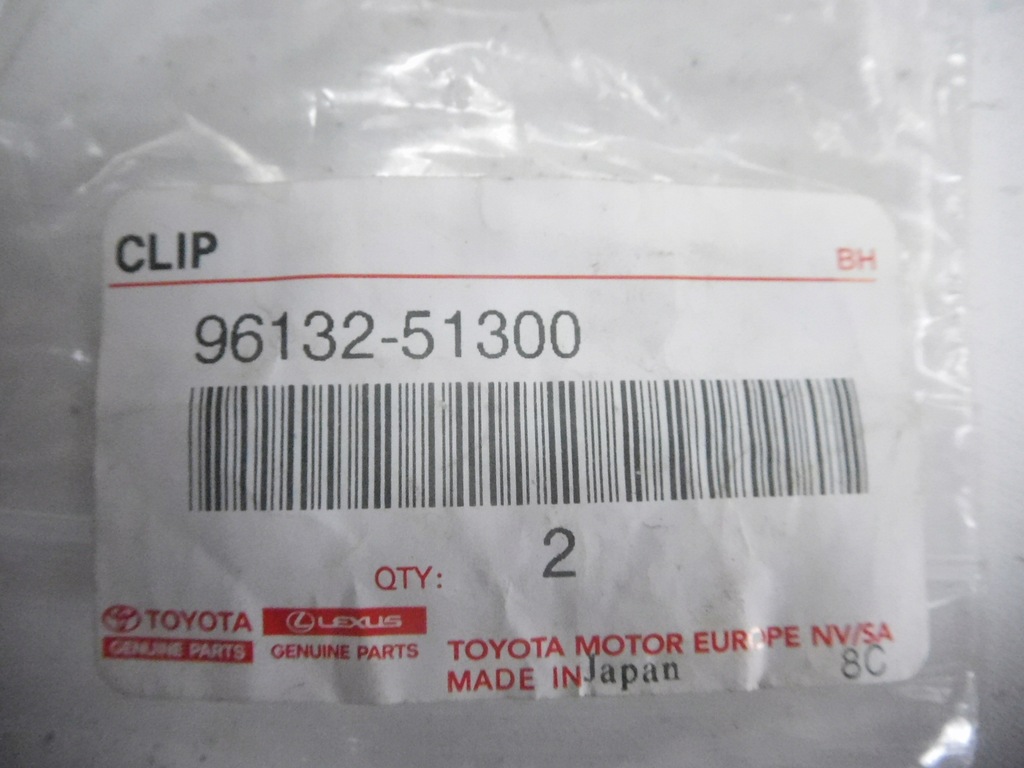 CLIP
BH
96132-51300
2
QTY:
TOYOTA
GENUINE PARTS
LEXUS
GENUINE PARTS
TOYOTA MOTOR EUROPE NV/SA
MADE IN Japan
8C